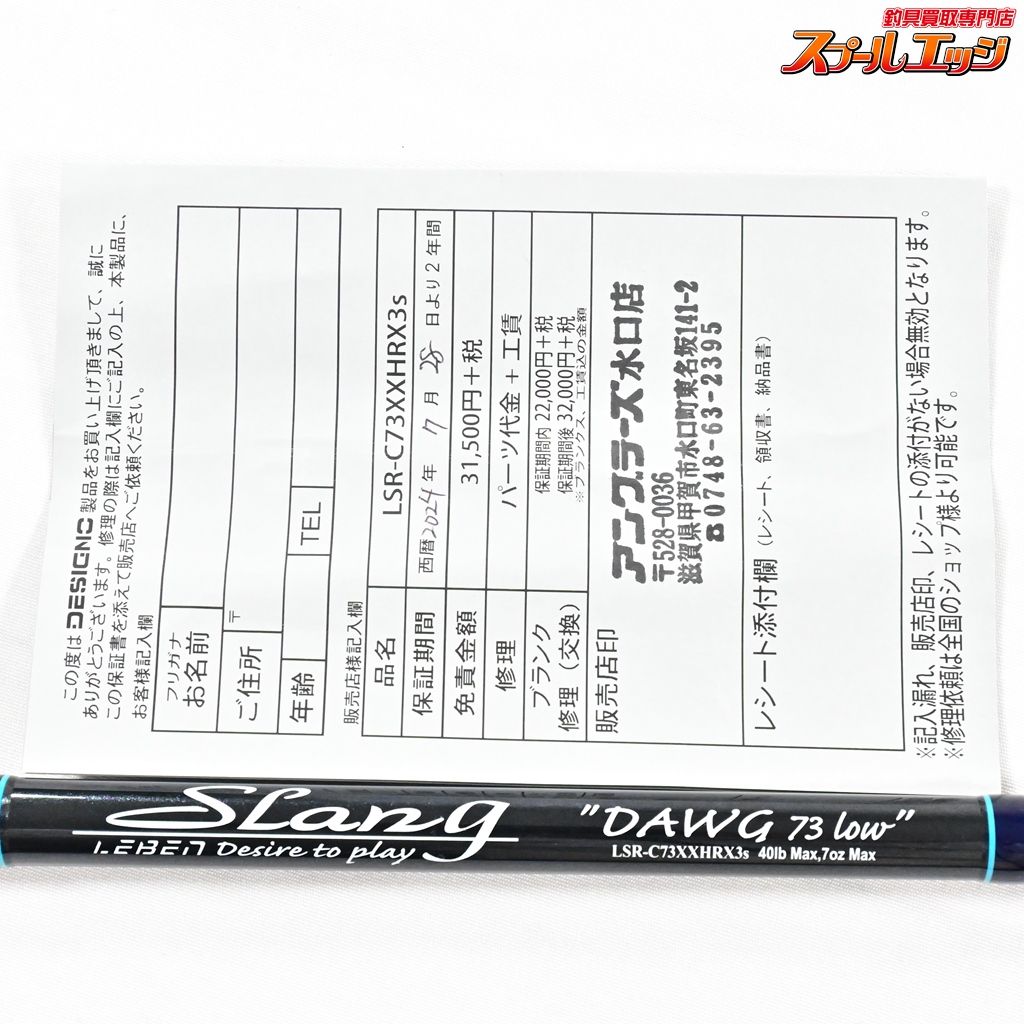 釣具買取専門店
スプールエッジ
この度は DESIGNO 製品をお買い上げ頂きまして、誠に
ありがとうございます。修理の際は記入欄にご記入の上、本製品に、
この保証書を添えて販売店へご依頼ください。
お客様記入欄
フリガナ
お名前
ご住所 〒
年齢 TEL
販売店様記入欄
品名 LSR-C73XXHRX3s
保証期間 西暦2024年 7月 28日より2年間
免責金額 31,500円+税
修理 パーツ代金+工賃
ブランク
修理(交換)
保証期間内 22,000円+税
保証期間後 32,000円+税
※ブランクス、工賃込の金額
販売店印
アングラーズ水口店
〒528-0036
滋賀県甲賀市水口町東名坂141-2
☎0748-63-2395
レシート添付欄(レシート、領収書、納品書)
※記入漏れ、販売店印、レシートの添付がない場合無効となります。
※修理依頼は全国のショップ様より可能です。
SLang
LEBEN Desire to play
"DAWG 73 low"
LSR-C73XXHRX3s 40lb Max,7oz Max